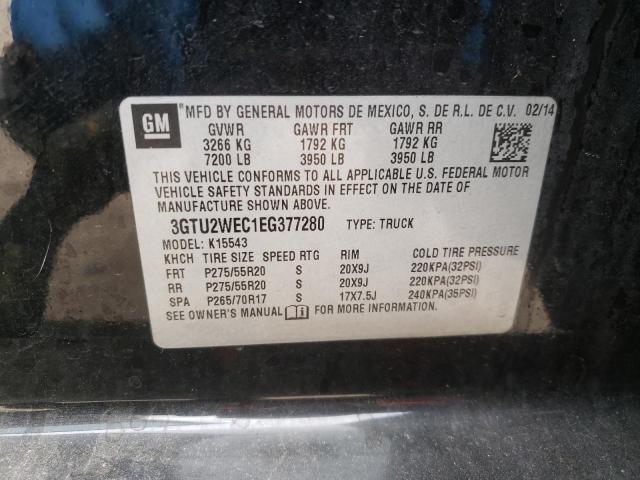 GM
® MFD BY GENERAL MOTORS DE MEXICO, S. DE R.L. DE C.V. 02/14
GVWR GAWR FRT GAWR RR
3266 KG 1792 KG 1792 KG
7200 LB 3950 LB 3950 LB
THIS VEHICLE CONFORMS TO ALL APPLICABLE U.S. FEDERAL MOTOR
VEHICLE SAFETY STANDARDS IN EFFECT ON THE DATE OF
MANUFACTURE SHOWN ABOVE.
3GTU2WEC1EG377280 TYPE: TRUCK
MODEL: K15543
KHCH TIRE SIZE SPEED RTG RIM COLD TIRE PRESSURE
FRT P275/55R20 S 20X9J 220KPA(32PSI)
RR P275/55R20 S 20X9J 220KPA(32PSI)
SPA P265/70R17 S 17X7.5J 240KPA(35PSI)
SEE OWNER'S MANUAL FOR MORE INFORMATION.